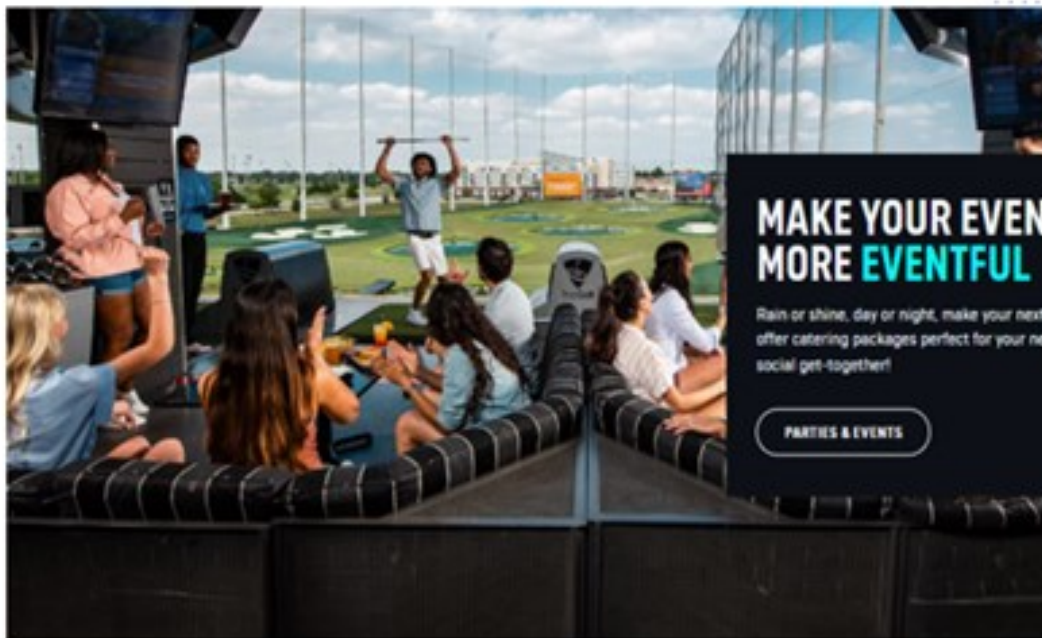 MAKE YOUR EVEN
MORE EVENTFUL
Rain or shine, day or night, make your next
offer catering packages perfect for your ne
social get-together!
PARTIES & EVENTS